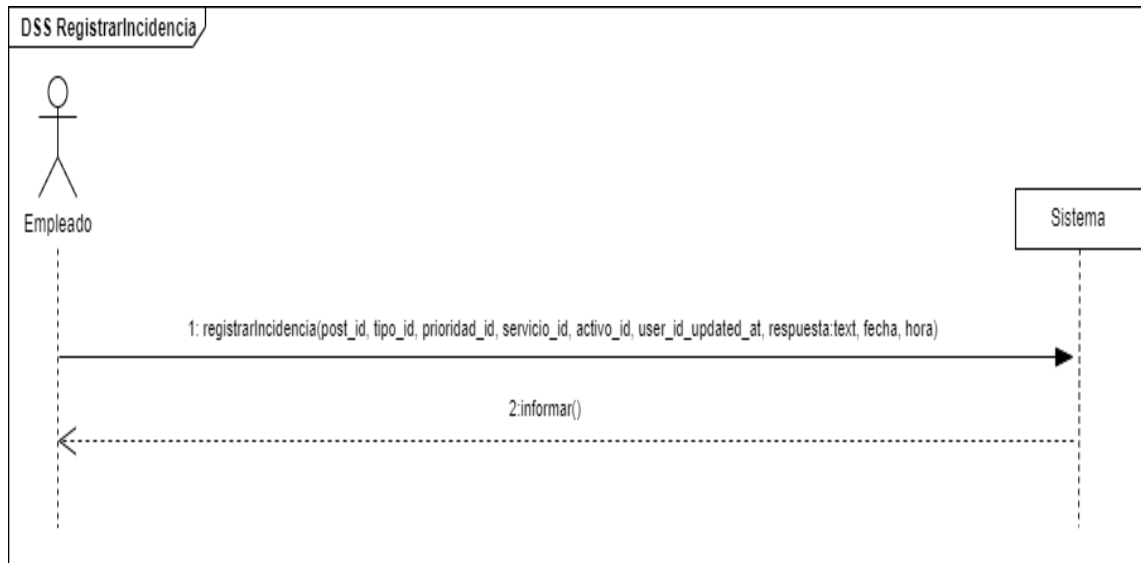 DSS RegistrarIncidencia
Empleado
Sistema
1: registrarIncidencia(post_id, tipo_id, prioridad_id, servicio_id, activo_id, user_id_updated_at, respuesta:text, fecha, hora)
2:informar()